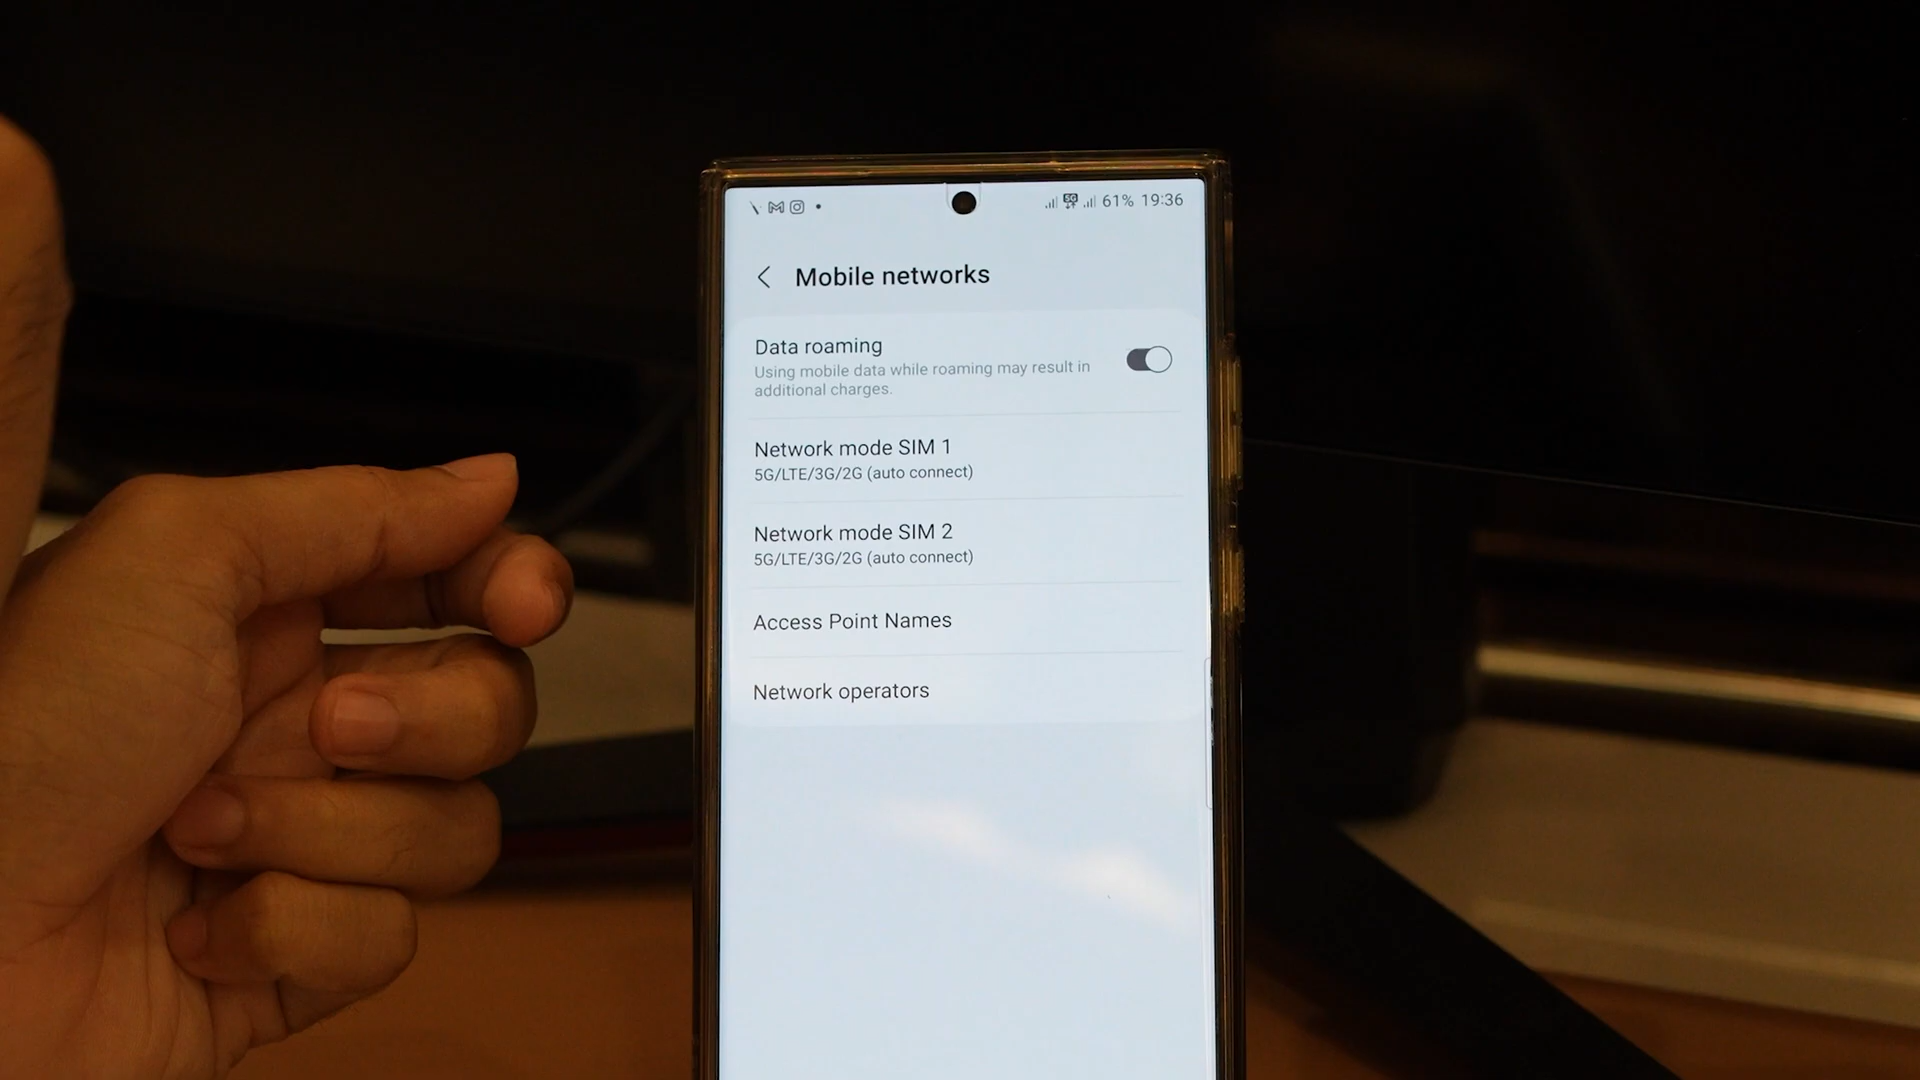 5G 61% 19:36
Mobile networks
Data roaming
Using mobile data while roaming may result in
additional charges.
Network mode SIM 1
5G/LTE/3G/2G (auto connect)
Network mode SIM 2
5G/LTE/3G/2G (auto connect)
Access Point Names
Network operators